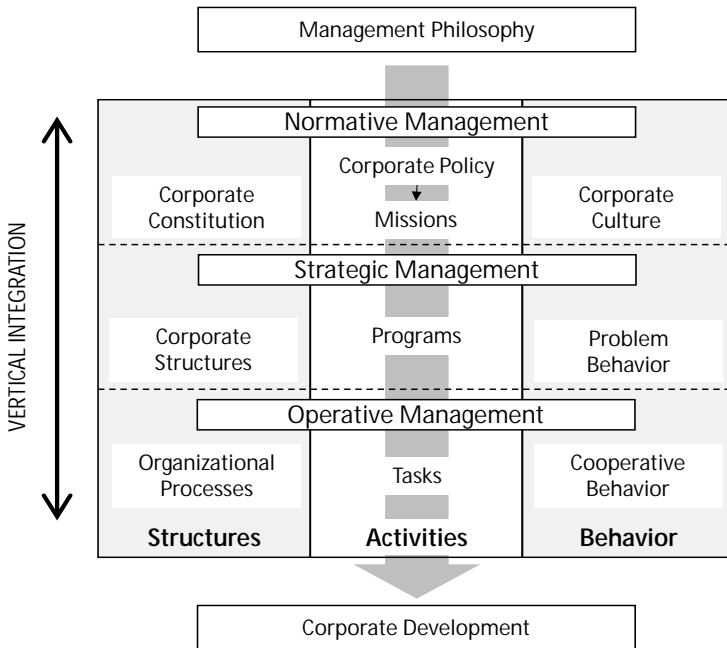 Management Philosophy
VERTICAL INTEGRATION
Normative Management
Corporate Policy
Corporate
Constitution
Missions
Corporate
Culture
Strategic Management
Corporate
Structures
Programs
Problem
Behavior
Operative Management
Organizational
Processes
Tasks
Cooperative
Behavior
Structures
Activities
Behavior
Corporate Development